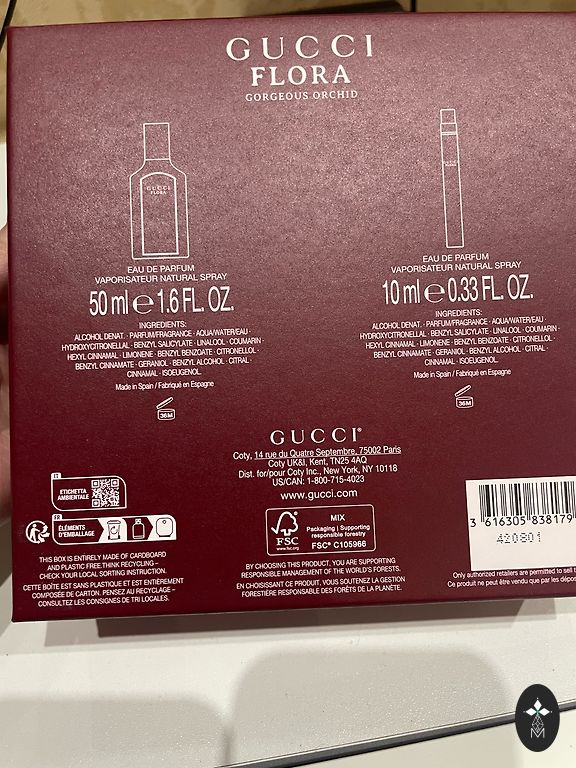 GUCCI
FLORA
GORGEOUS ORCHID
GUCCI
FLORA
EAU DE PARFUM
VAPORISATEUR NATURAL SPRAY
50 ml ℮ 1.6 FL. OZ.
INGREDIENTS:
ALCOHOL DENAT. · PARFUM/FRAGRANCE · AQUA/WATER/EAU ·
HYDROXYCITRONELLAL · BENZYL SALICYLATE · LINALOOL · COUMARIN ·
HEXYL CINNAMAL · LIMONENE · BENZYL BENZOATE · CITRONELLOL ·
BENZYL CINNAMATE · GERANIOL · BENZYL ALCOHOL · CITRAL ·
CINNAMAL · ISOEUGENOL
Made in Spain / Fabriqué en Espagne
36M
EAU DE PARFUM
VAPORISATEUR NATURAL SPRAY
10 ml ℮ 0.33 FL. OZ.
INGREDIENTS:
ALCOHOL DENAT. · PARFUM/FRAGRANCE · AQUA/WATER/EAU ·
HYDROXYCITRONELLAL · BENZYL SALICYLATE · LINALOOL · COUMARIN ·
HEXYL CINNAMAL · LIMONENE · BENZYL BENZOATE · CITRONELLOL ·
BENZYL CINNAMATE · GERANIOL · BENZYL ALCOHOL · CITRAL ·
CINNAMAL · ISOEUGENOL
Made in Spain / Fabriqué en Espagne
36M
GUCCI®
Coty, 14 rue du Quatre Septembre, 75002 Paris
Coty UK&I, Kent, TN25 4AQ
Dist. for/pour Coty Inc., New York, NY 10118
US/CAN: 1-800-715-4023
www.gucci.com
IT
ETICHETTA
AMBIENTALE
FR
ÉLÉMENTS
D'EMBALLAGE
THIS BOX IS ENTIRELY MADE OF CARDBOARD
AND PLASTIC FREE.THINK RECYCLING –
CHECK YOUR LOCAL SORTING INSTRUCTION.
CETTE BOÎTE EST SANS PLASTIQUE ET EST ENTIÈREMENT
COMPOSÉE DE CARTON. PENSEZ AU RECYCLAGE –
CONSULTEZ LES CONSIGNES DE TRI LOCALES.
FSC
www.fsc.org
MIX
Packaging | Supporting
responsible forestry
FSC® C105966
BY CHOOSING THIS PRODUCT, YOU ARE SUPPORTING
RESPONSIBLE MANAGEMENT OF THE WORLD'S FORESTS.
EN CHOISISSANT CE PRODUIT, VOUS SOUTENEZ LA GESTION
FORESTIÈRE RESPONSABLE DES FORÊTS DE LA PLANÈTE.
3 616305 838179
420801
Only authorized retailers are permitted to sell
Ce produit ne peut être vendu que par les
M